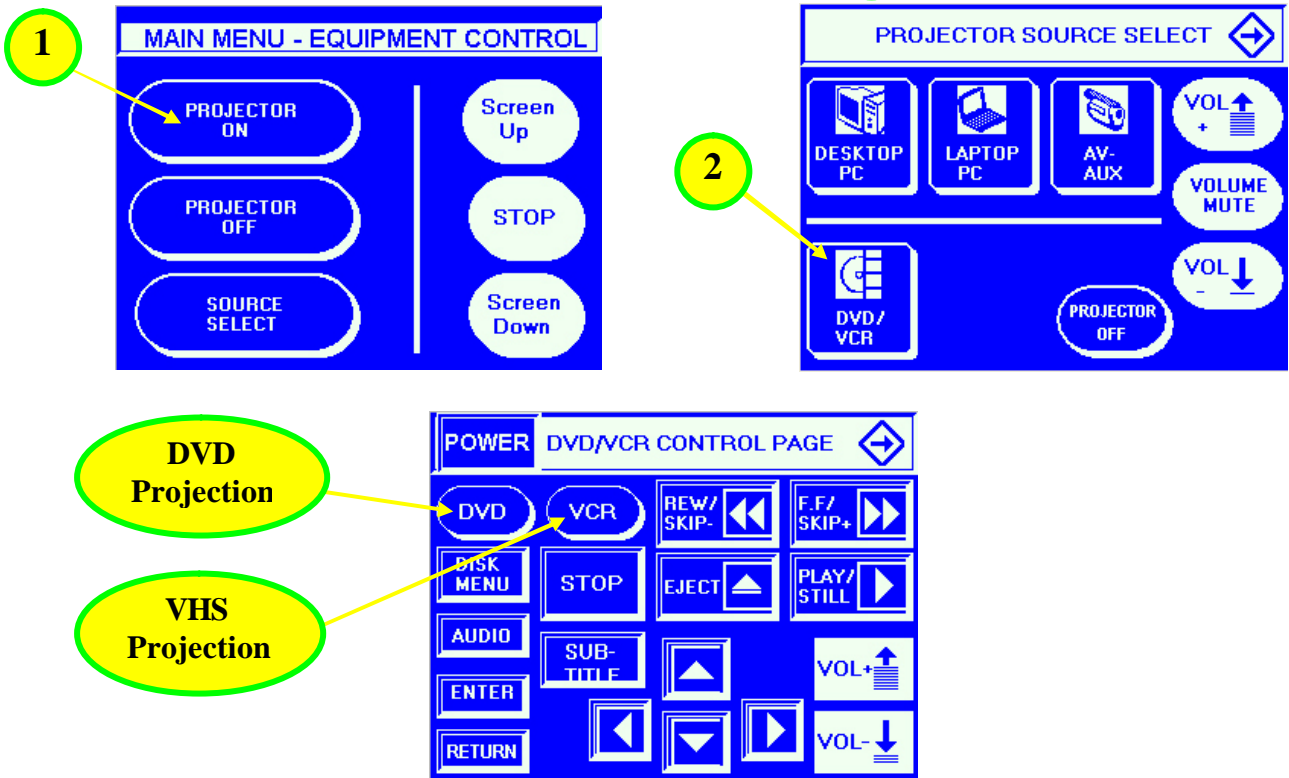 1
MAIN MENU - EQUIPMENT CONTROL
PROJECTOR
ON
PROJECTOR
OFF
SOURCE
SELECT
Screen
Up
STOP
Screen
Down
PROJECTOR SOURCE SELECT
2
DESKTOP
PC
LAPTOP
PC
AV-
AUX
VOL
+
VOLUME
MUTE
VOL
-
DVD/
VCR
PROJECTOR
OFF
DVD
Projection
VHS
Projection
POWER
DVD/VCR CONTROL PAGE
DVD
VCR
REW/
SKIP-
F.F/
SKIP+
DISK
MENU
STOP
EJECT
PLAY/
STILL
AUDIO
SUB-
TITLE
VOL+
ENTER
RETURN
VOL-